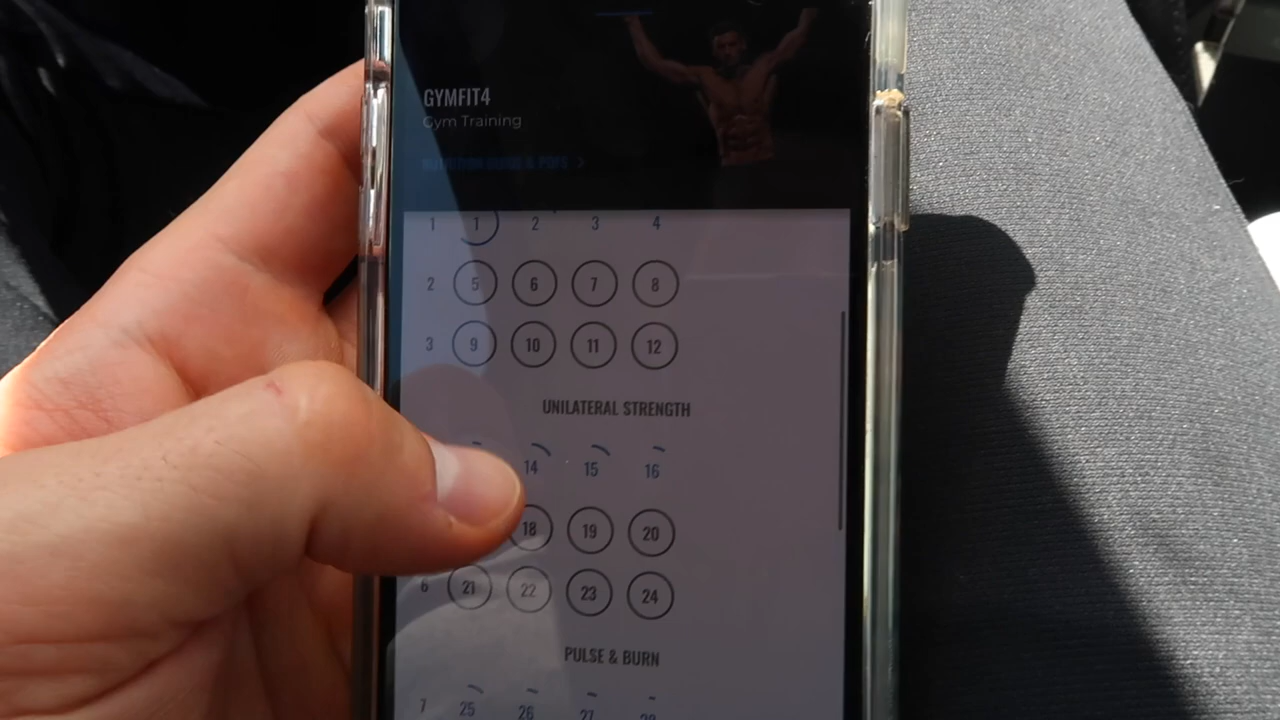 GYMFIT4
Gym Training
1 1 2 3 4
2 5 6 7 8
3 9 10 11 12
UNILATERAL STRENGTH
14 15 16
18 19 20
6 21 22 23 24
PULSE & BURN
7 25 26 27